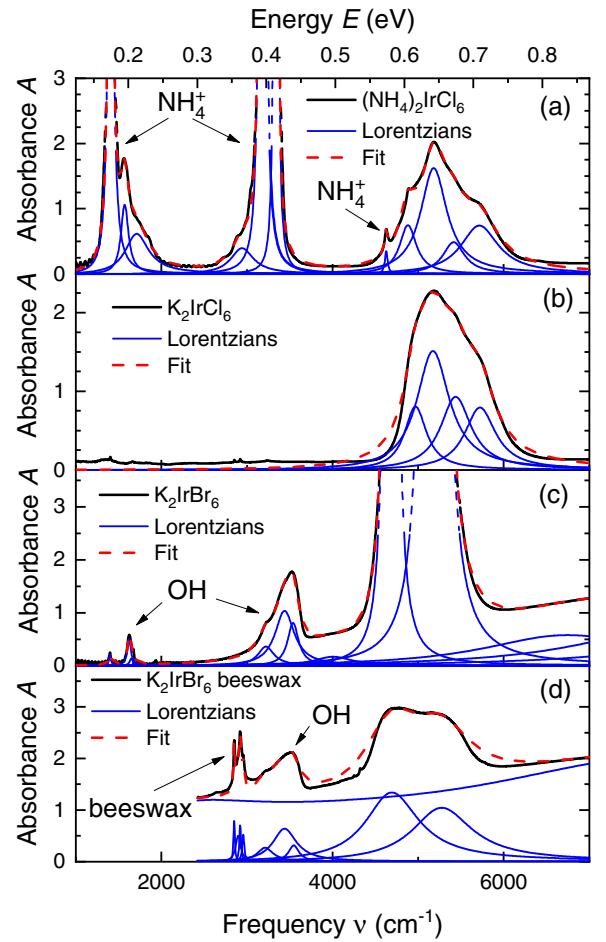 Energy E (eV)
0.2 0.3 0.4 0.5 0.6 0.7 0.8
Absorbance A
3
2
1
0
NH₄⁺
NH₄⁺
(NH₄)₂IrCl₆
Lorentzians
Fit
(a)
Absorbance A
2
1
0
K₂IrCl₆
Lorentzians
Fit
(b)
Absorbance A
3
2
1
0
K₂IrBr₆
Lorentzians
Fit
OH
(c)
Absorbance A
3
2
1
0
K₂IrBr₆ beeswax
Lorentzians
Fit
OH
beeswax
(d)
2000 4000 6000
Frequency ν (cm⁻¹)